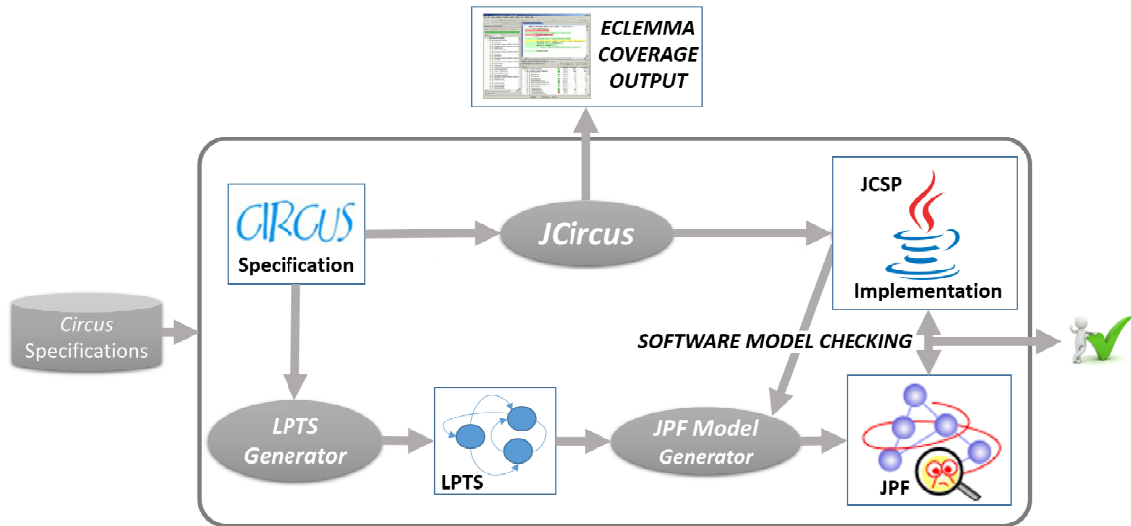 ECLEMMA
COVERAGE
OUTPUT
CIRCUS
Specification
JCircus
JCSP
Implementation
Circus
Specifications
SOFTWARE MODEL CHECKING
LPTS
Generator
LPTS
JPF Model
Generator
JPF